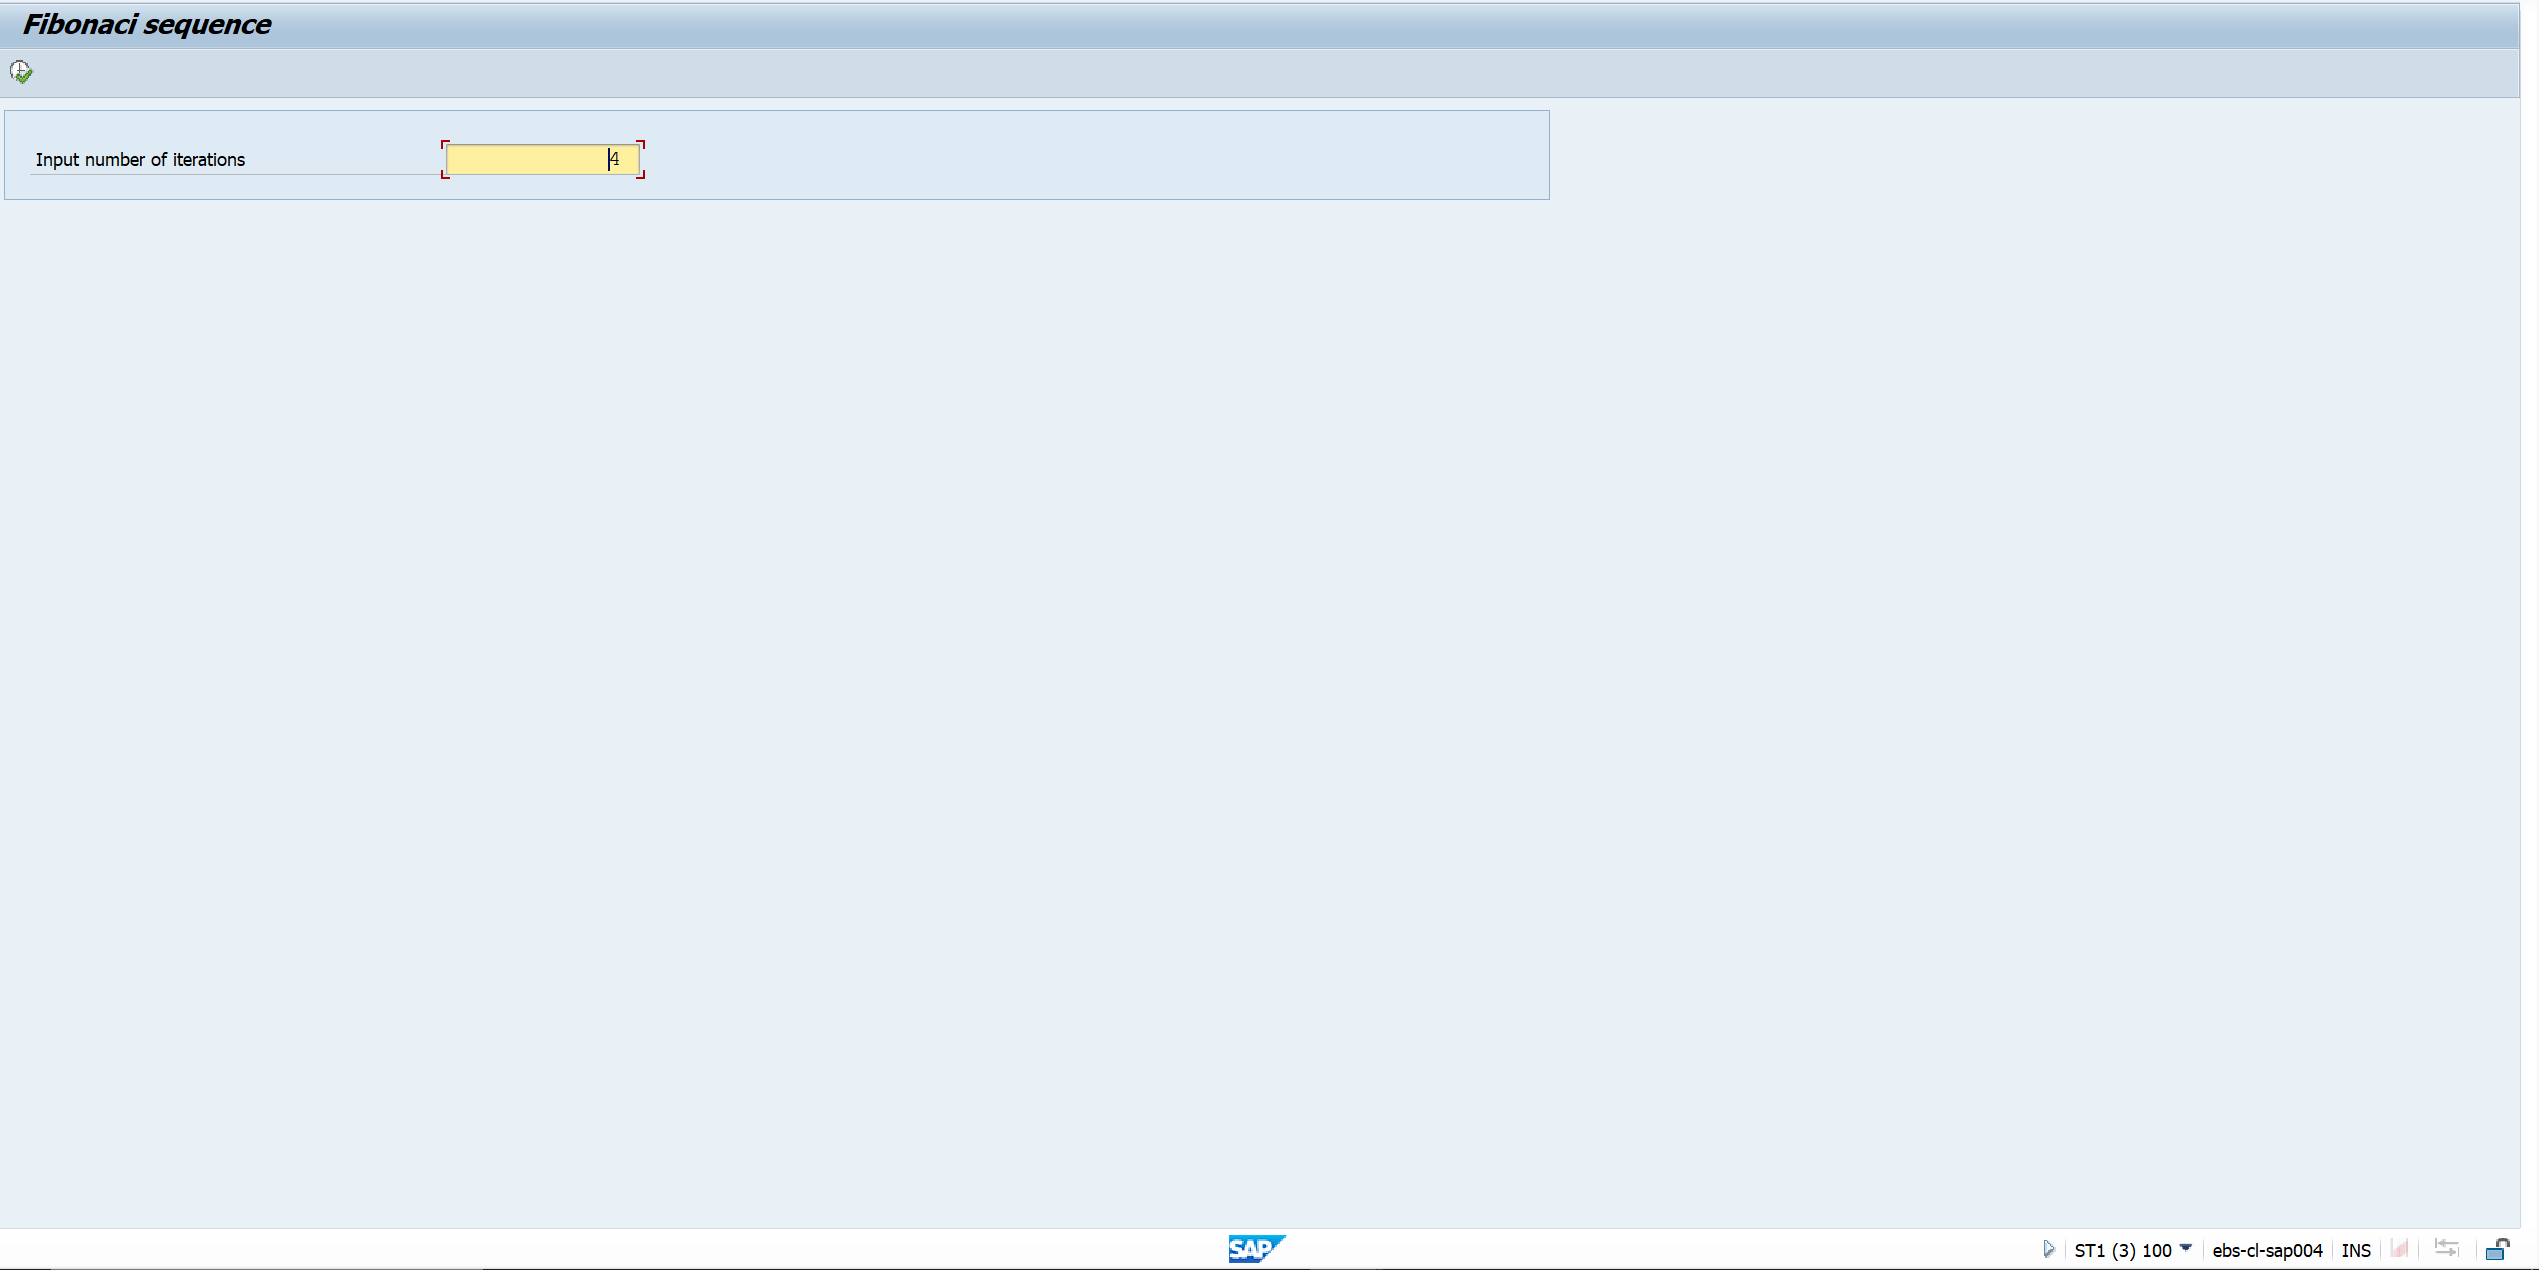 Fibonaci sequence
Input number of iterations
4
SAP
ST1 (3) 100
ebs-cl-sap004
INS